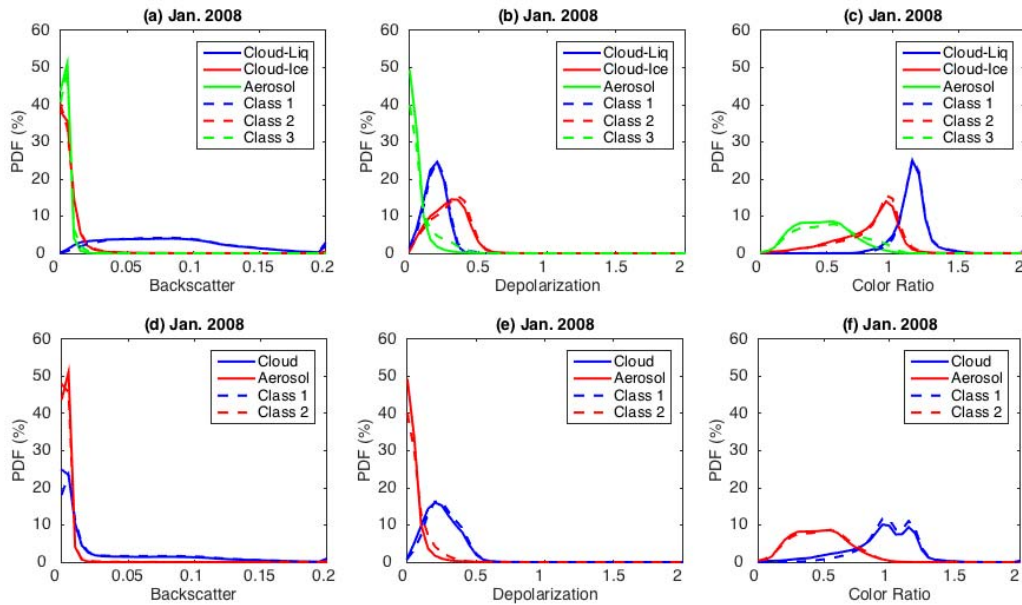 (a) Jan. 2008
60
50
40
30
20
10
0
PDF (%)
Cloud-Liq
Cloud-Ice
Aerosol
Class 1
Class 2
Class 3
0 0.05 0.1 0.15 0.2
Backscatter
(b) Jan. 2008
60
50
40
30
20
10
0
PDF (%)
Cloud-Liq
Cloud-Ice
Aerosol
Class 1
Class 2
Class 3
0 0.5 1 1.5 2
Depolarization
(c) Jan. 2008
60
50
40
30
20
10
0
PDF (%)
Cloud-Liq
Cloud-Ice
Aerosol
Class 1
Class 2
Class 3
0 0.5 1 1.5 2
Color Ratio
(d) Jan. 2008
60
50
40
30
20
10
0
PDF (%)
Cloud
Aerosol
Class 1
Class 2
0 0.05 0.1 0.15 0.2
Backscatter
(e) Jan. 2008
60
50
40
30
20
10
0
PDF (%)
Cloud
Aerosol
Class 1
Class 2
0 0.5 1 1.5 2
Depolarization
(f) Jan. 2008
60
50
40
30
20
10
0
PDF (%)
Cloud
Aerosol
Class 1
Class 2
0 0.5 1 1.5 2
Color Ratio